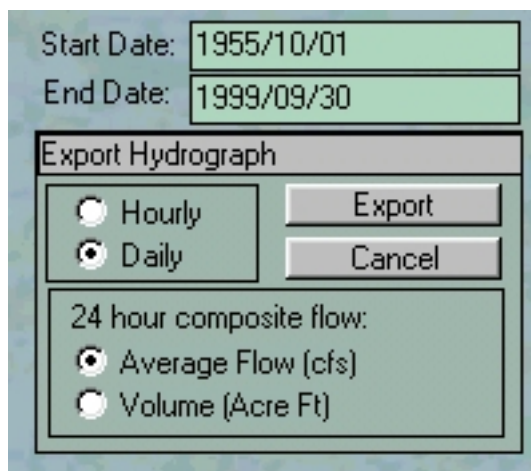 Start Date: 1955/10/01
End Date: 1999/09/30
Export Hydrograph
Hourly
Export
Daily
Cancel
24 hour composite flow:
Average Flow (cfs)
Volume (Acre Ft)